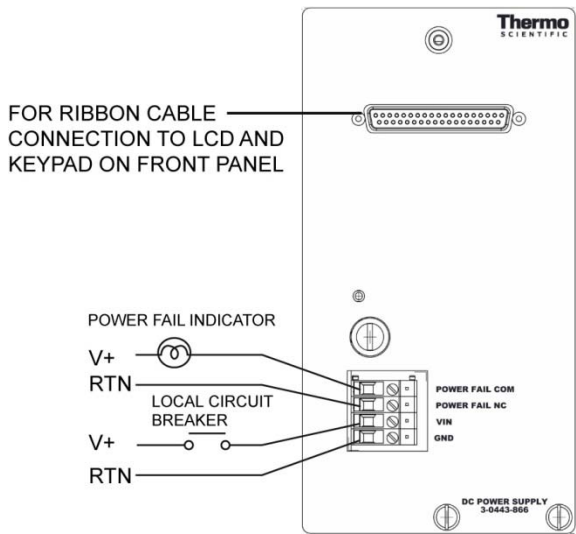 Thermo
SCIENTIFIC
FOR RIBBON CABLE
CONNECTION TO LCD AND
KEYPAD ON FRONT PANEL
POWER FAIL INDICATOR
V+
RTN
LOCAL CIRCUIT
BREAKER
V+
RTN
POWER FAIL COM
POWER FAIL NC
VIN
GND
DC POWER SUPPLY
3-0443-866